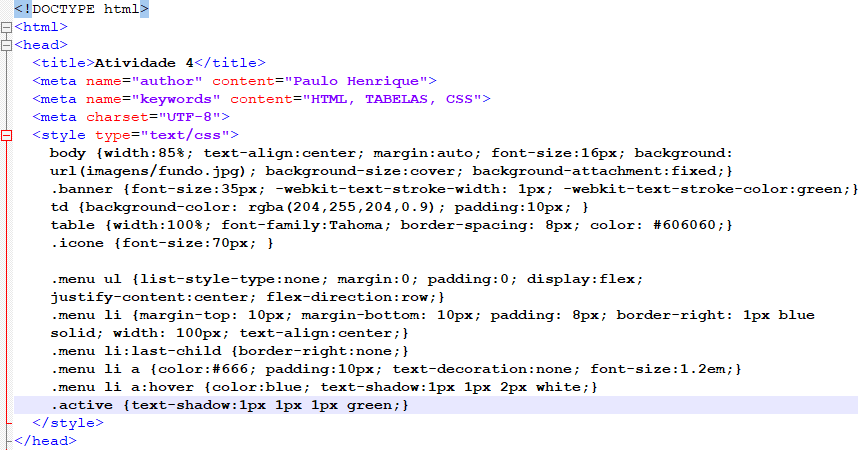 <!DOCTYPE html>
<html>
<head>
<title>Atividade 4</title>
<meta name="author" content="Paulo Henrique">
<meta name="keywords" content="HTML, TABELAS, CSS">
<meta charset="UTF-8">
<style type="text/css">
body {width:85%; text-align:center; margin:auto; font-size:16px; background:
url(imagens/fundo.jpg); background-size:cover; background-attachment:fixed;}
.banner {font-size:35px; -webkit-text-stroke-width: 1px; -webkit-text-stroke-color:green;}
td {background-color: rgba(204,255,204,0.9); padding:10px; }
table {width:100%; font-family:Tahoma; border-spacing: 8px; color: #606060;}
.icone {font-size:70px; }
.menu ul {list-style-type:none; margin:0; padding:0; display:flex;
justify-content:center; flex-direction:row;}
.menu li {margin-top: 10px; margin-bottom: 10px; padding: 8px; border-right: 1px blue
solid; width: 100px; text-align:center;}
.menu li:last-child {border-right:none;}
.menu li a {color:#666; padding:10px; text-decoration:none; font-size:1.2em;}
.menu li a:hover {color:blue; text-shadow:1px 1px 2px white;}
.active {text-shadow:1px 1px 1px green;}
</style>
</head>